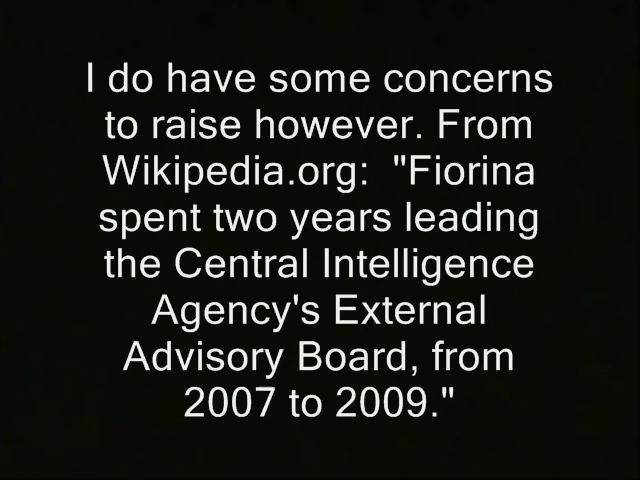 I do have some concerns
to raise however. From
Wikipedia.org:  "Fiorina
spent two years leading
the Central Intelligence
Agency's External
Advisory Board, from
2007 to 2009."